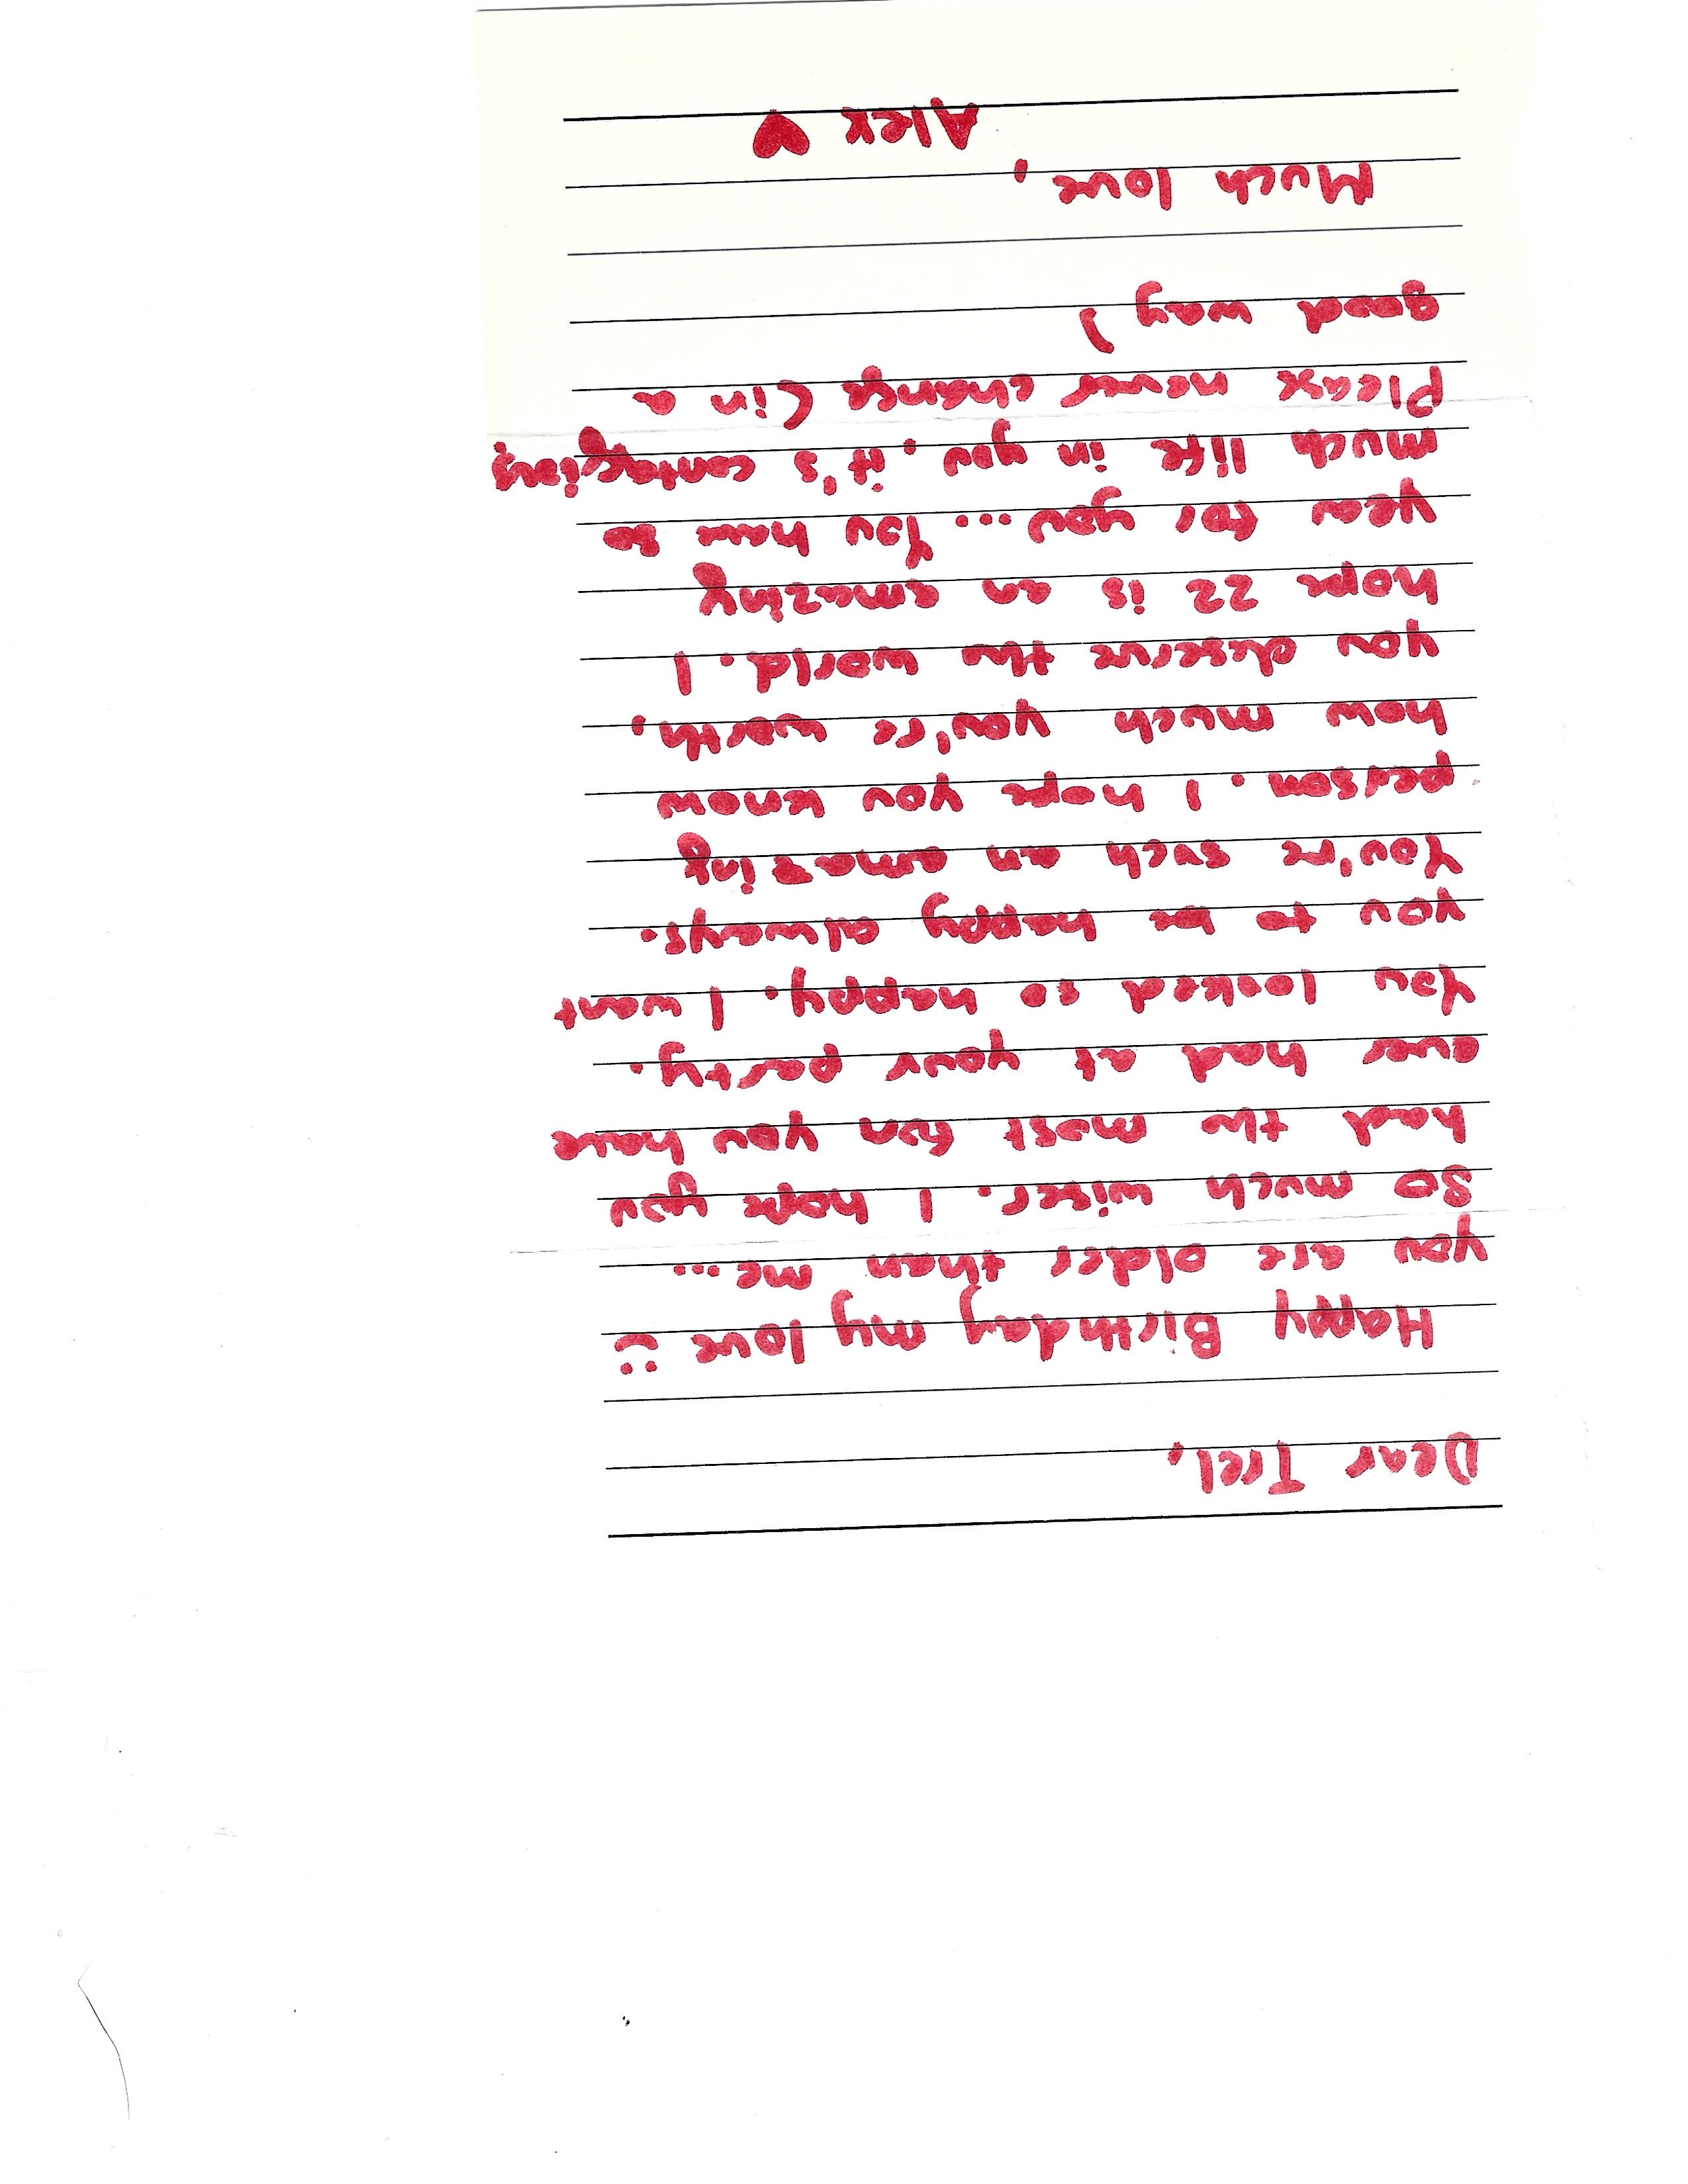 Dear Trel,
Happy Birthday my love :)
you are older than me...
So much wiser. I hope you
had the most fun you have
ever had at your party.
You looked so happy. I want
you to be happy always.
You're such an amazing
person. I hope you know
how much you're worth,
you deserve the world. I
hope 22 is an amazing
year for you... You have so
much life in you, it's contagious.
Please never change (in a
good way)
Much love,
Alex ♥